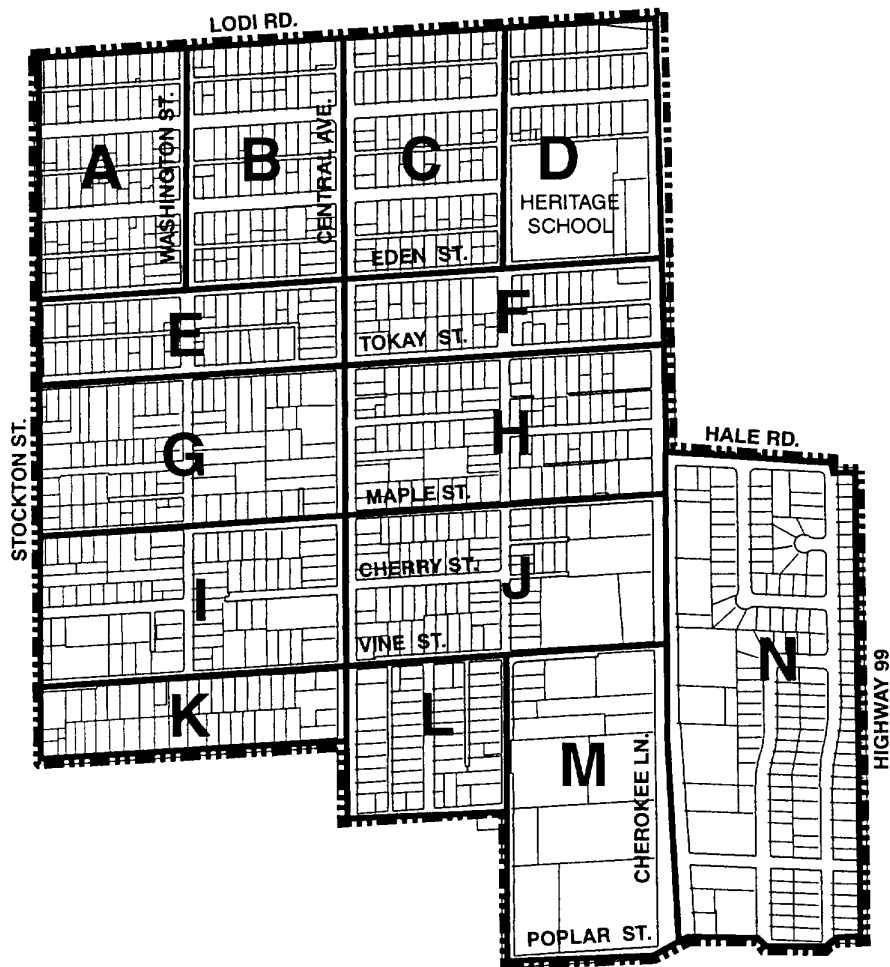 LODI RD.
A
WASHINGTON ST.
B
CENTRAL AVE.
C
D
HERITAGE
SCHOOL
EDEN ST.
E
F
TOKAY ST.
STOCKTON ST.
G
H
HALE RD.
MAPLE ST.
I
CHERRY ST.
J
VINE ST.
N
HIGHWAY 99
K
L
M
CHEROKEE LN.
POPLAR ST.